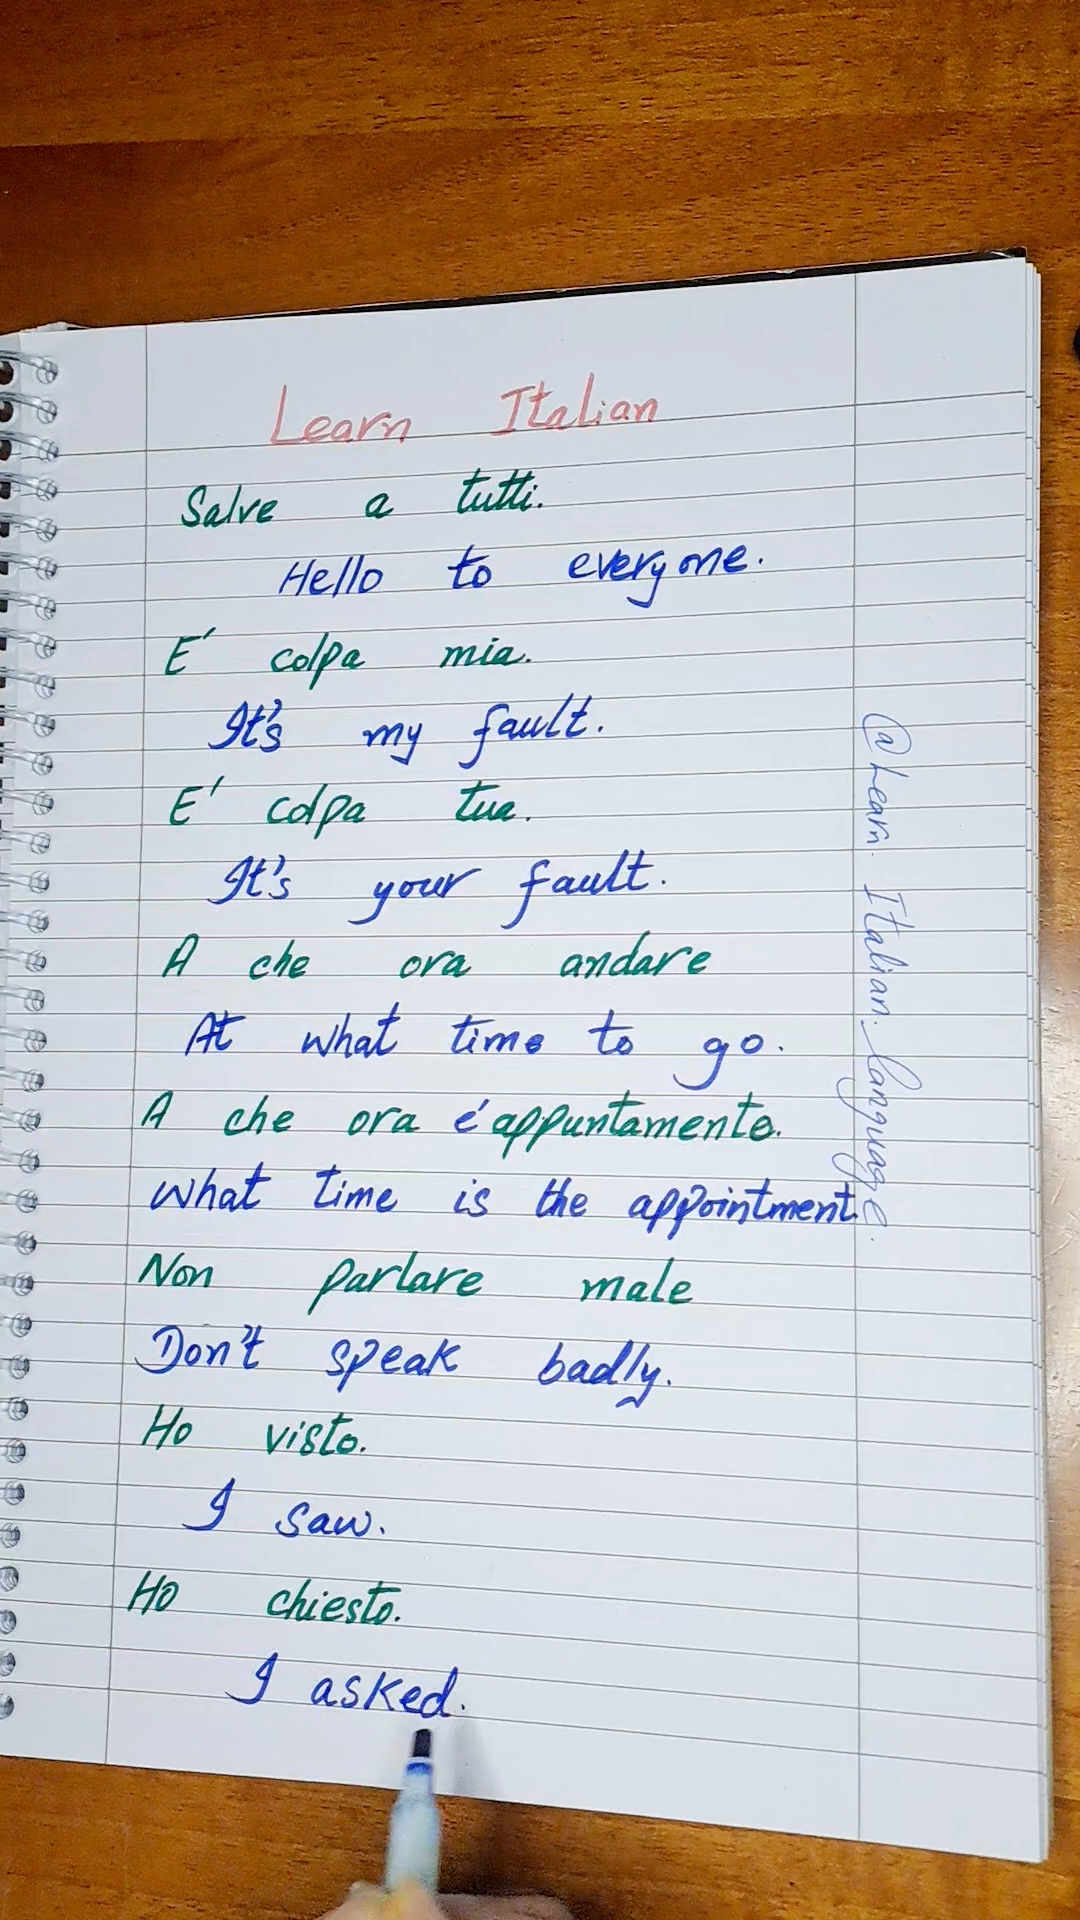 Learn Italian
Salve a tutti.
Hello to everyone.
E' colpa mia.
It's my fault.
E' colpa tua.
It's your fault.
A che ora andare
At what time to go.
A che ora é appuntamento.
What time is the appointment.
Non parlare male
Don't speak badly.
Ho visto.
I saw.
Ho chiesto.
I asked.
@Learn. Italian_language.